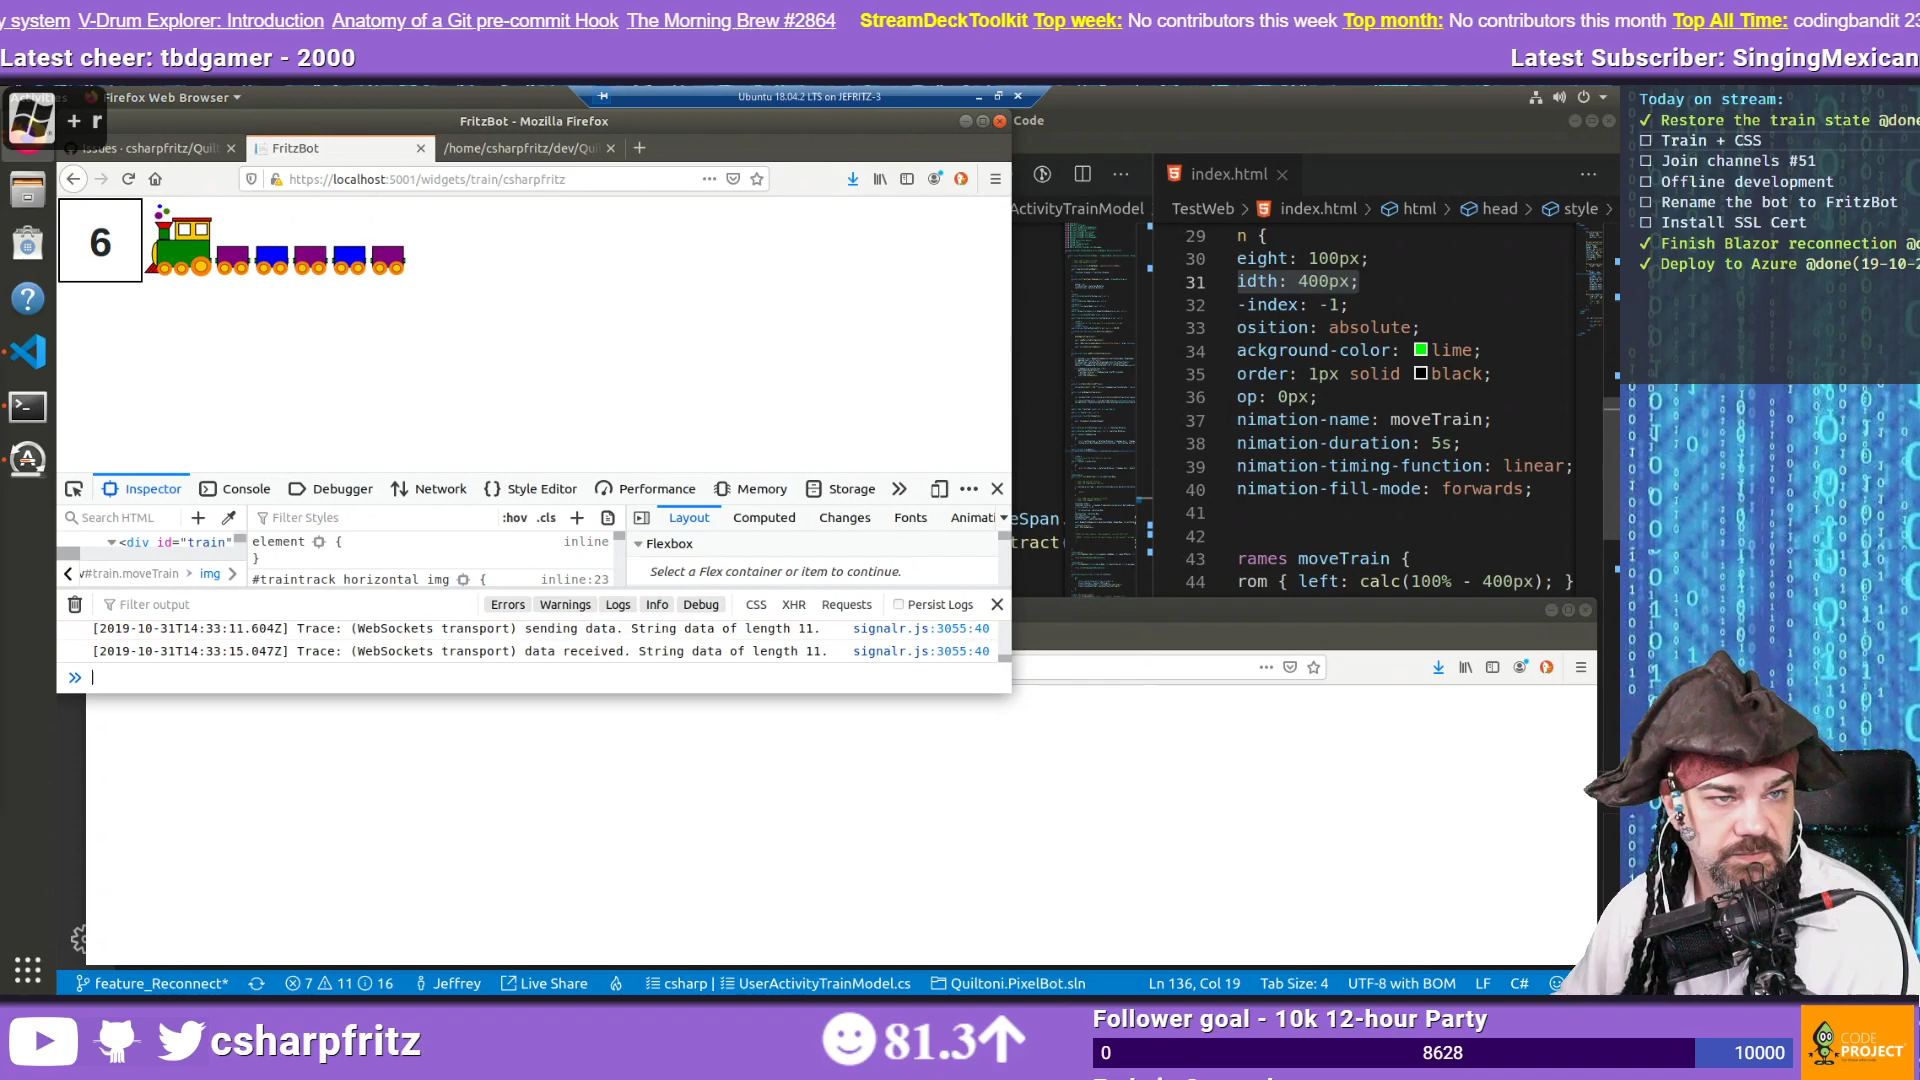 y system V-Drum Explorer: Introduction Anatomy of a Git pre-commit Hook The Morning Brew #2864 StreamDeckToolkit Top week: No contributors this week Top month: No contributors this month Top All Time: codingbandit 23
Latest cheer: tbdgamer - 2000
Latest Subscriber: SingingMexican
Firefox Web Browser
Ubuntu 18.04.2 LTS on JEFRITZ-3
+ r
FritzBot - Mozilla Firefox
Code
Issues · csharpfritz/Quilt
FritzBot
/home/csharpfritz/dev/Qui
https://localhost:5001/widgets/train/csharpfritz
6
index.html
ActivityTrainModel
TestWeb > index.html > html > head > style >
29 n {
30 eight: 100px;
31 idth: 400px;
32 -index: -1;
33 osition: absolute;
34 ackground-color: lime;
35 order: 1px solid black;
36 op: 0px;
37 nimation-name: moveTrain;
38 nimation-duration: 5s;
39 nimation-timing-function: linear;
40 nimation-fill-mode: forwards;
41
42
43 rames moveTrain {
44 rom { left: calc(100% - 400px); }
eSpan.
tract(
Today on stream:
✓ Restore the train state @done
☐ Train + CSS
☐ Join channels #51
☐ Offline development
☐ Rename the bot to FritzBot
☐ Install SSL Cert
✓ Finish Blazor reconnection @d
✓ Deploy to Azure @done(19-10-2
Inspector Console Debugger Network {} Style Editor Performance Memory Storage
Search HTML
Filter Styles
:hov .cls
Layout Computed Changes Fonts Animati
<div id="train"
element {
inline
}
Flexbox
Select a Flex container or item to continue.
v#train.moveTrain > img
#traintrack horizontal img {
inline:23
Filter output
Errors Warnings Logs Info Debug CSS XHR Requests Persist Logs
[2019-10-31T14:33:11.604Z] Trace: (WebSockets transport) sending data. String data of length 11. signalr.js:3055:40
[2019-10-31T14:33:15.047Z] Trace: (WebSockets transport) data received. String data of length 11. signalr.js:3055:40
feature_Reconnect* 7 11 16 Jeffrey Live Share csharp | UserActivityTrainModel.cs Quiltoni.PixelBot.sln Ln 136, Col 19 Tab Size: 4 UTF-8 with BOM LF C#
csharpfritz
81.3
Follower goal - 10k 12-hour Party
0 8628 10000
CODE
PROJECT